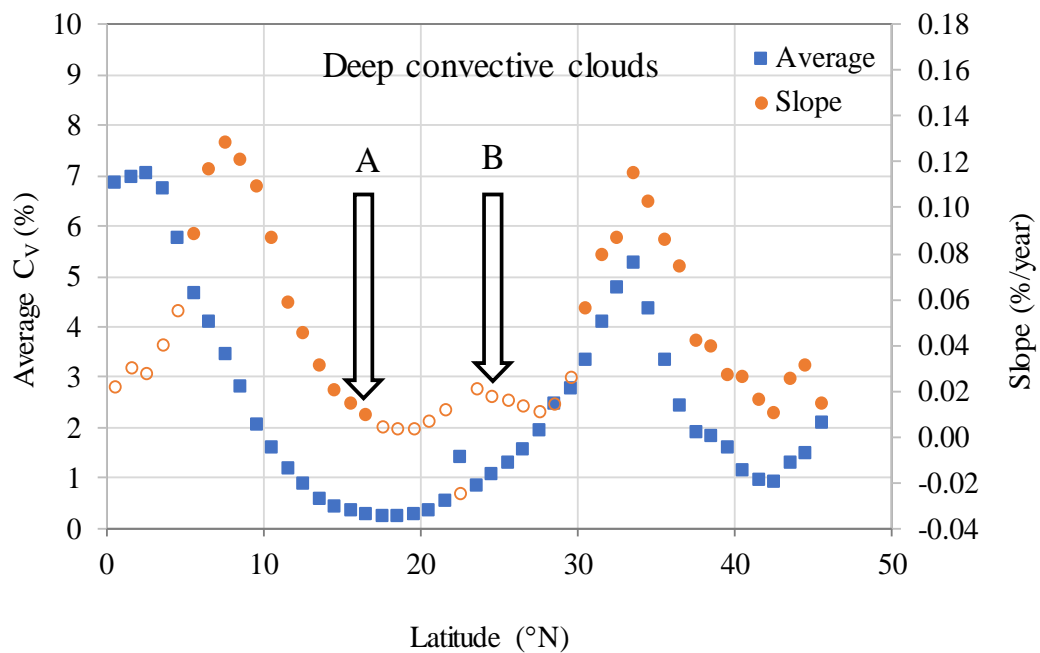 Deep convective clouds
Average
Slope
A
B
Average C_V (%)
10
9
8
7
6
5
4
3
2
1
0
Slope (%/year)
0.18
0.16
0.14
0.12
0.10
0.08
0.06
0.04
0.02
0.00
-0.02
-0.04
0 10 20 30 40 50
Latitude (°N)